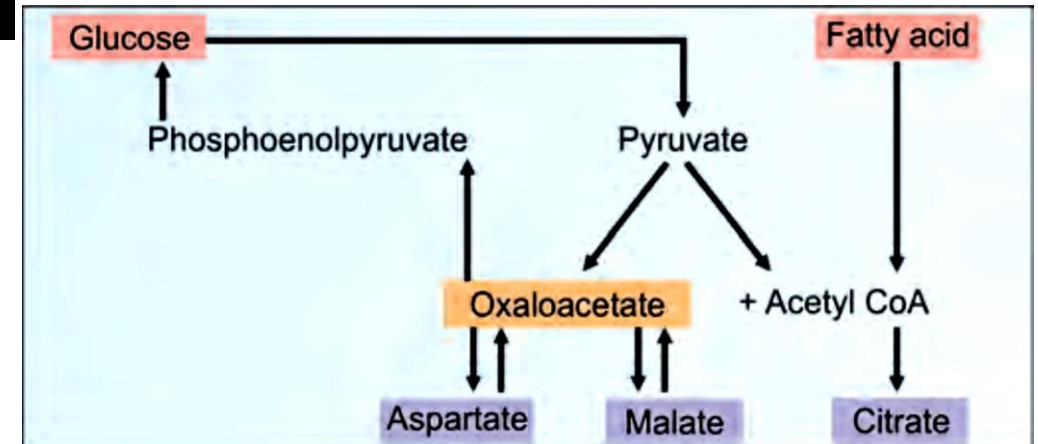 Glucose
Fatty acid
Phosphoenolpyruvate
Pyruvate
Oxaloacetate
+ Acetyl CoA
Aspartate
Malate
Citrate